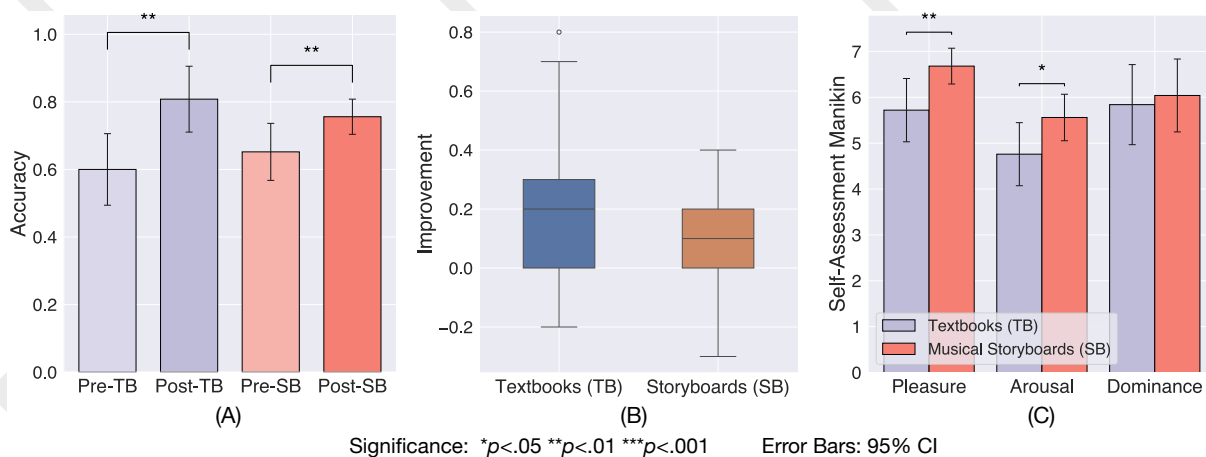 **
**
1.0
0.8
0.6
0.4
0.2
0.0
Accuracy
Pre-TB Post-TB Pre-SB Post-SB
(A)
0.8
0.6
0.4
0.2
0.0
−0.2
Improvement
Textbooks (TB) Storyboards (SB)
(B)
**
*
7
6
5
4
3
2
1
0
Self-Assessment Manikin
Textbooks (TB)
Musical Storyboards (SB)
Pleasure Arousal Dominance
(C)
Significance: *p<.05 **p<.01 ***p<.001 Error Bars: 95% CI